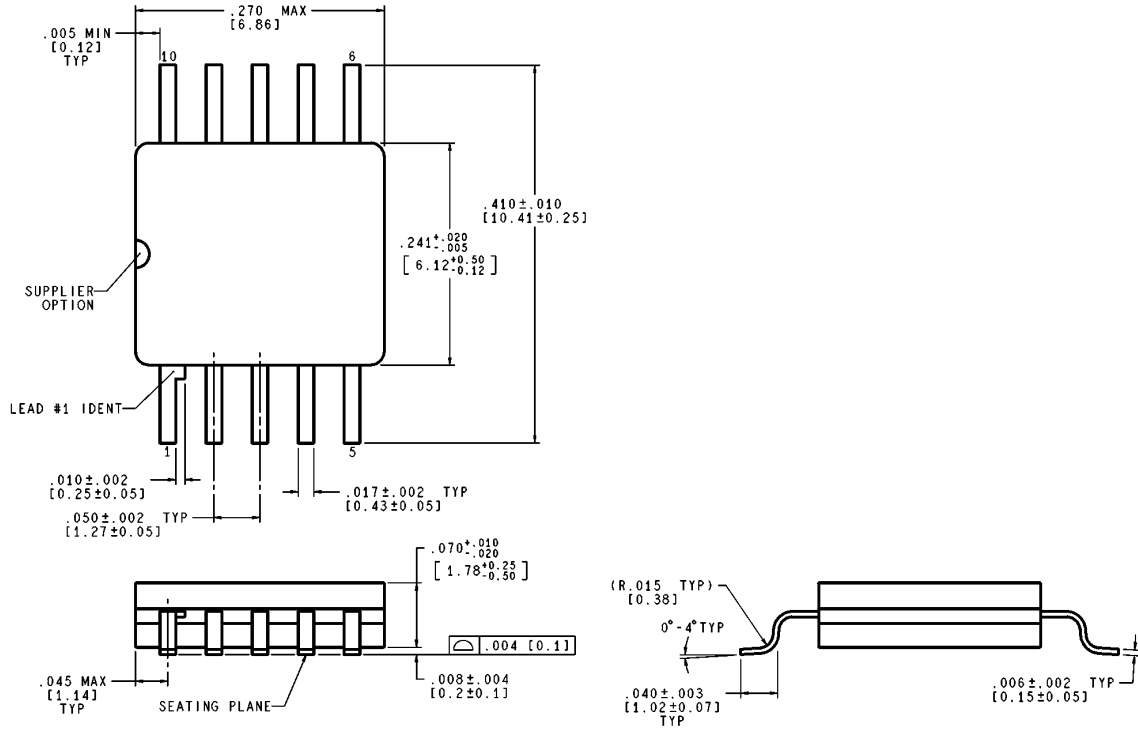 .270 MAX
[6.86]
.005 MIN
[0.12]
TYP
10
6
.410±.010
[10.41±0.25]
.241+.020-.005
[6.12+0.50-0.12]
SUPPLIER
OPTION
LEAD #1 IDENT
1
5
.010±.002
[0.25±0.05]
.017±.002 TYP
[0.43±0.05]
.050±.002 TYP
[1.27±0.05]
.070+.010-.020
[1.78+0.25-0.50]
(R.015 TYP)
[0.38]
0°-4°TYP
.004 [0.1]
.045 MAX
[1.14]
TYP
SEATING PLANE
.008±.004
[0.2±0.1]
.040±.003
[1.02±0.07]
TYP
.006±.002 TYP
[0.15±0.05]